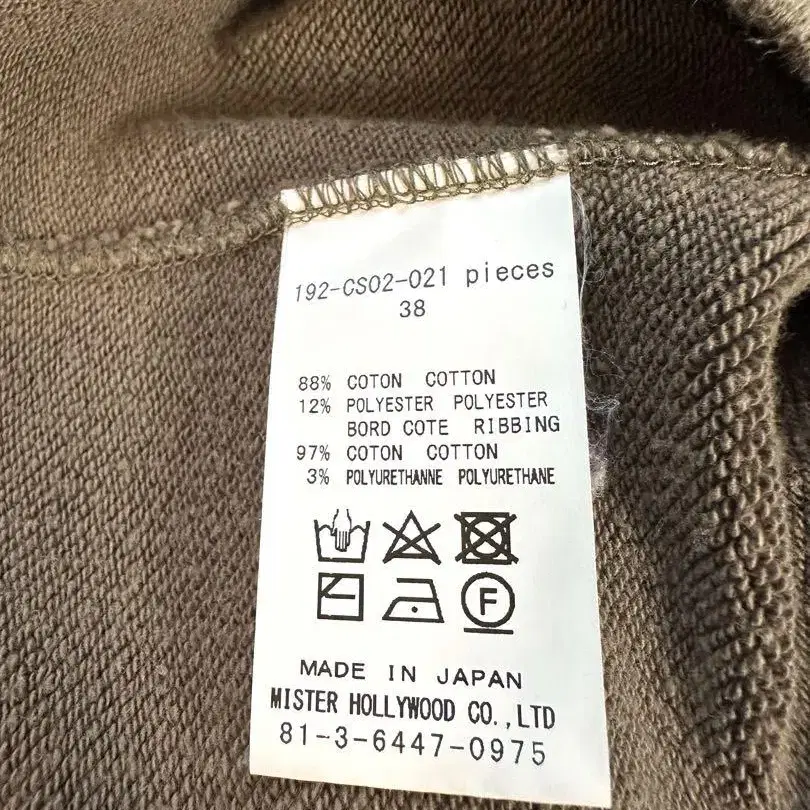 192-CS02-021 pieces
38
88% COTON COTTON
12% POLYESTER POLYESTER
BORD COTE RIBBING
97% COTON COTTON
3% POLYURETHANNE POLYURETHANE
F
MADE IN JAPAN
MISTER HOLLYWOOD CO.,LTD
81-3-6447-0975